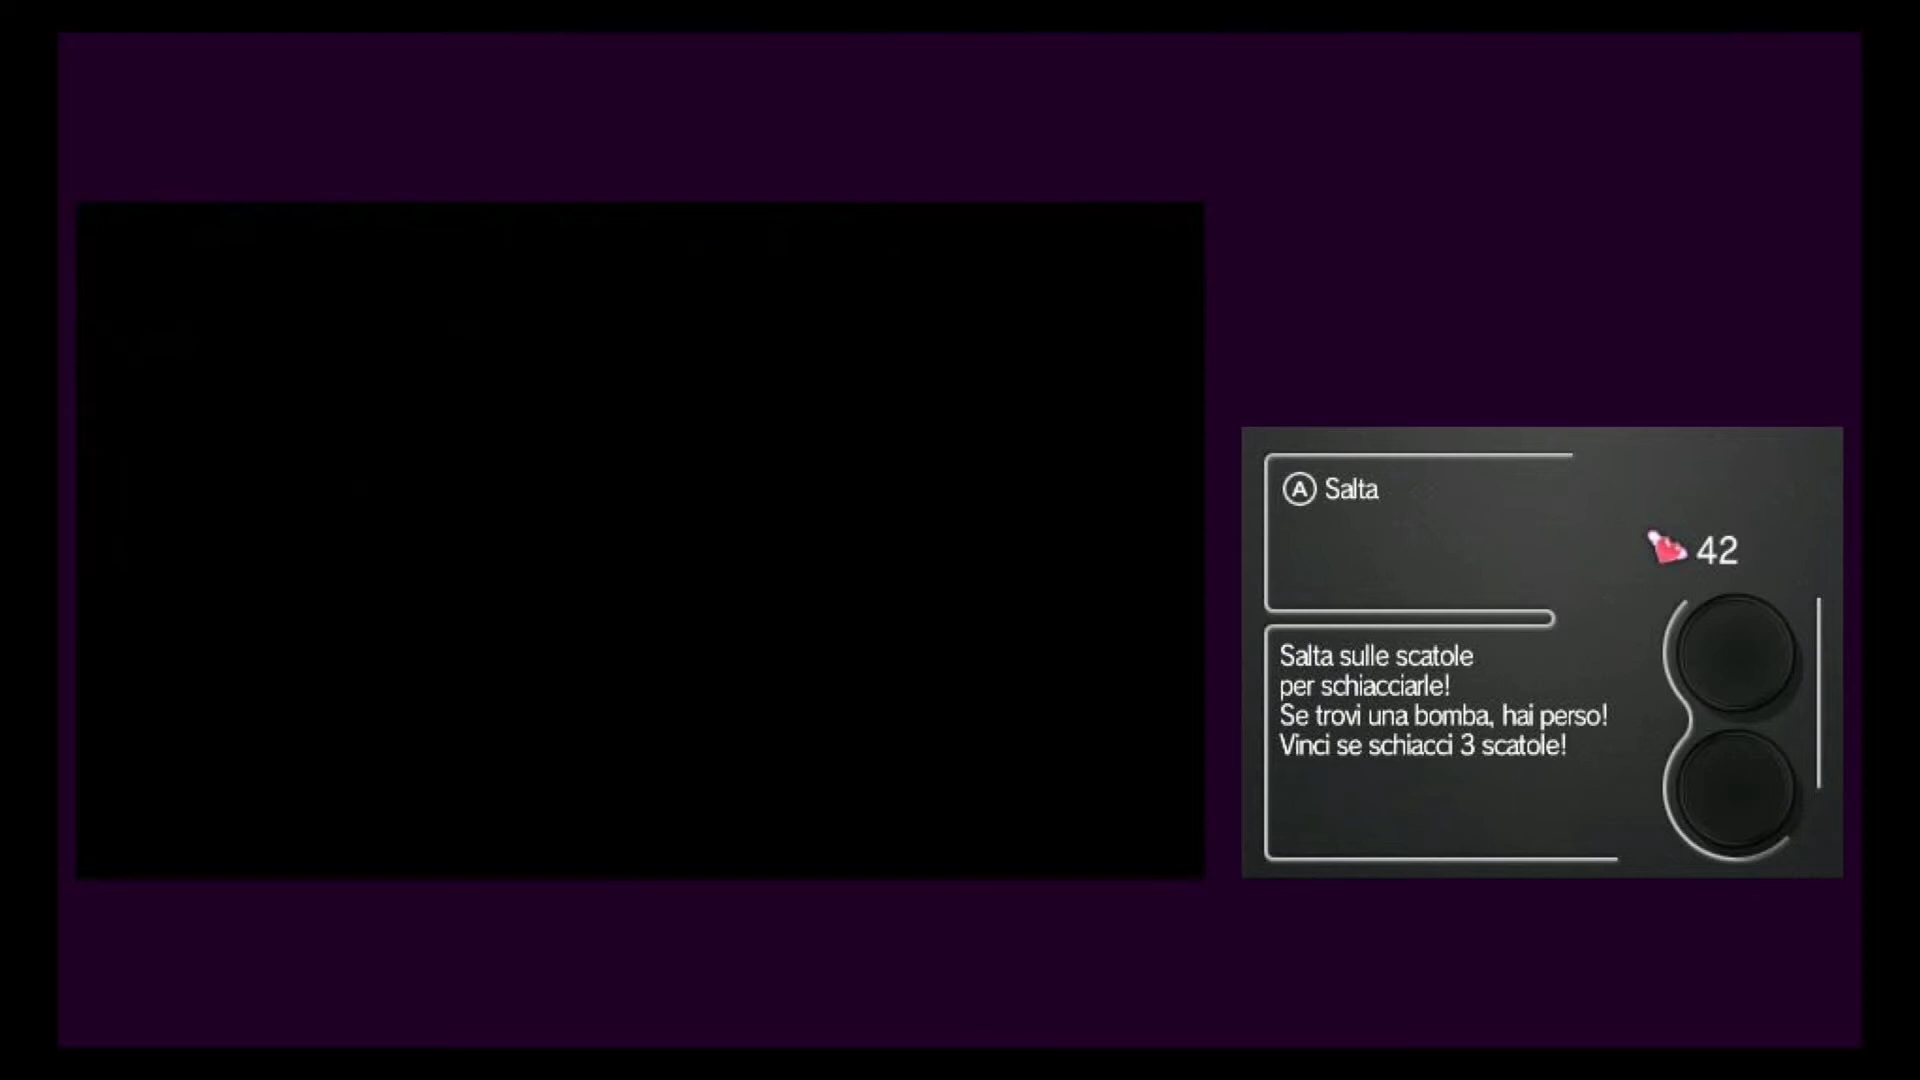 A Salta
42
Salta sulle scatole
per schiacciarle!
Se trovi una bomba, hai perso!
Vinci se schiacci 3 scatole!